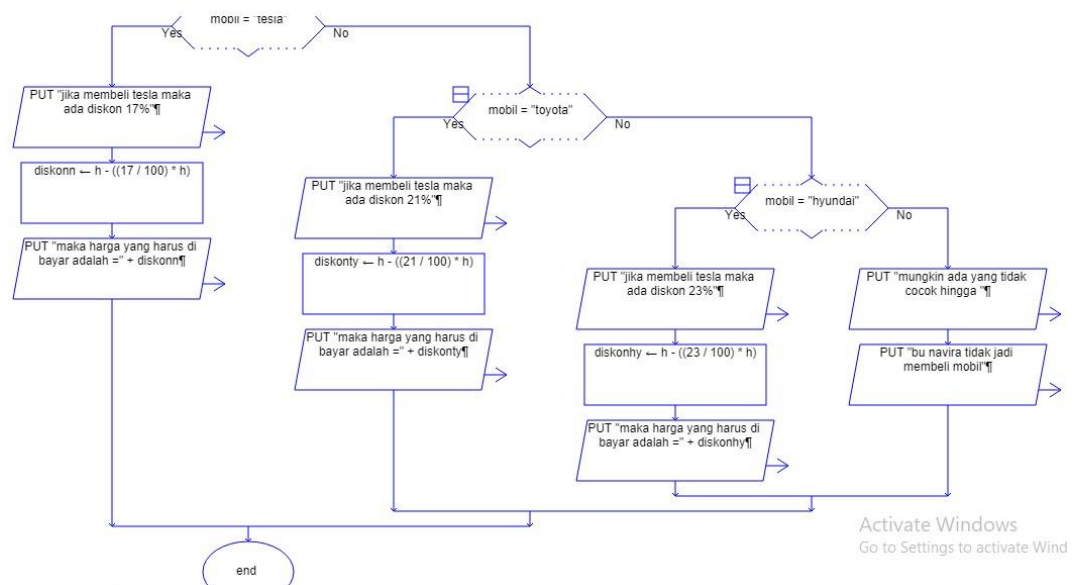 mobil = "tesla"
Yes
No
PUT "jika membeli tesla maka
ada diskon 17%"¶
diskonn ← h - ((17 / 100) * h)
PUT "maka harga yang harus di
bayar adalah =" + diskonn¶
mobil = "toyota"
Yes
No
PUT "jika membeli tesla maka
ada diskon 21%"¶
diskonty ← h - ((21 / 100) * h)
PUT "maka harga yang harus di
bayar adalah =" + diskonty¶
mobil = "hyundai"
Yes
No
PUT "jika membeli tesla maka
ada diskon 23%"¶
diskonhy ← h - ((23 / 100) * h)
PUT "maka harga yang harus di
bayar adalah =" + diskonhy¶
PUT "mungkin ada yang tidak
cocok hingga "¶
PUT "bu navira tidak jadi
membeli mobil"¶
end
Activate Windows
Go to Settings to activate Wind